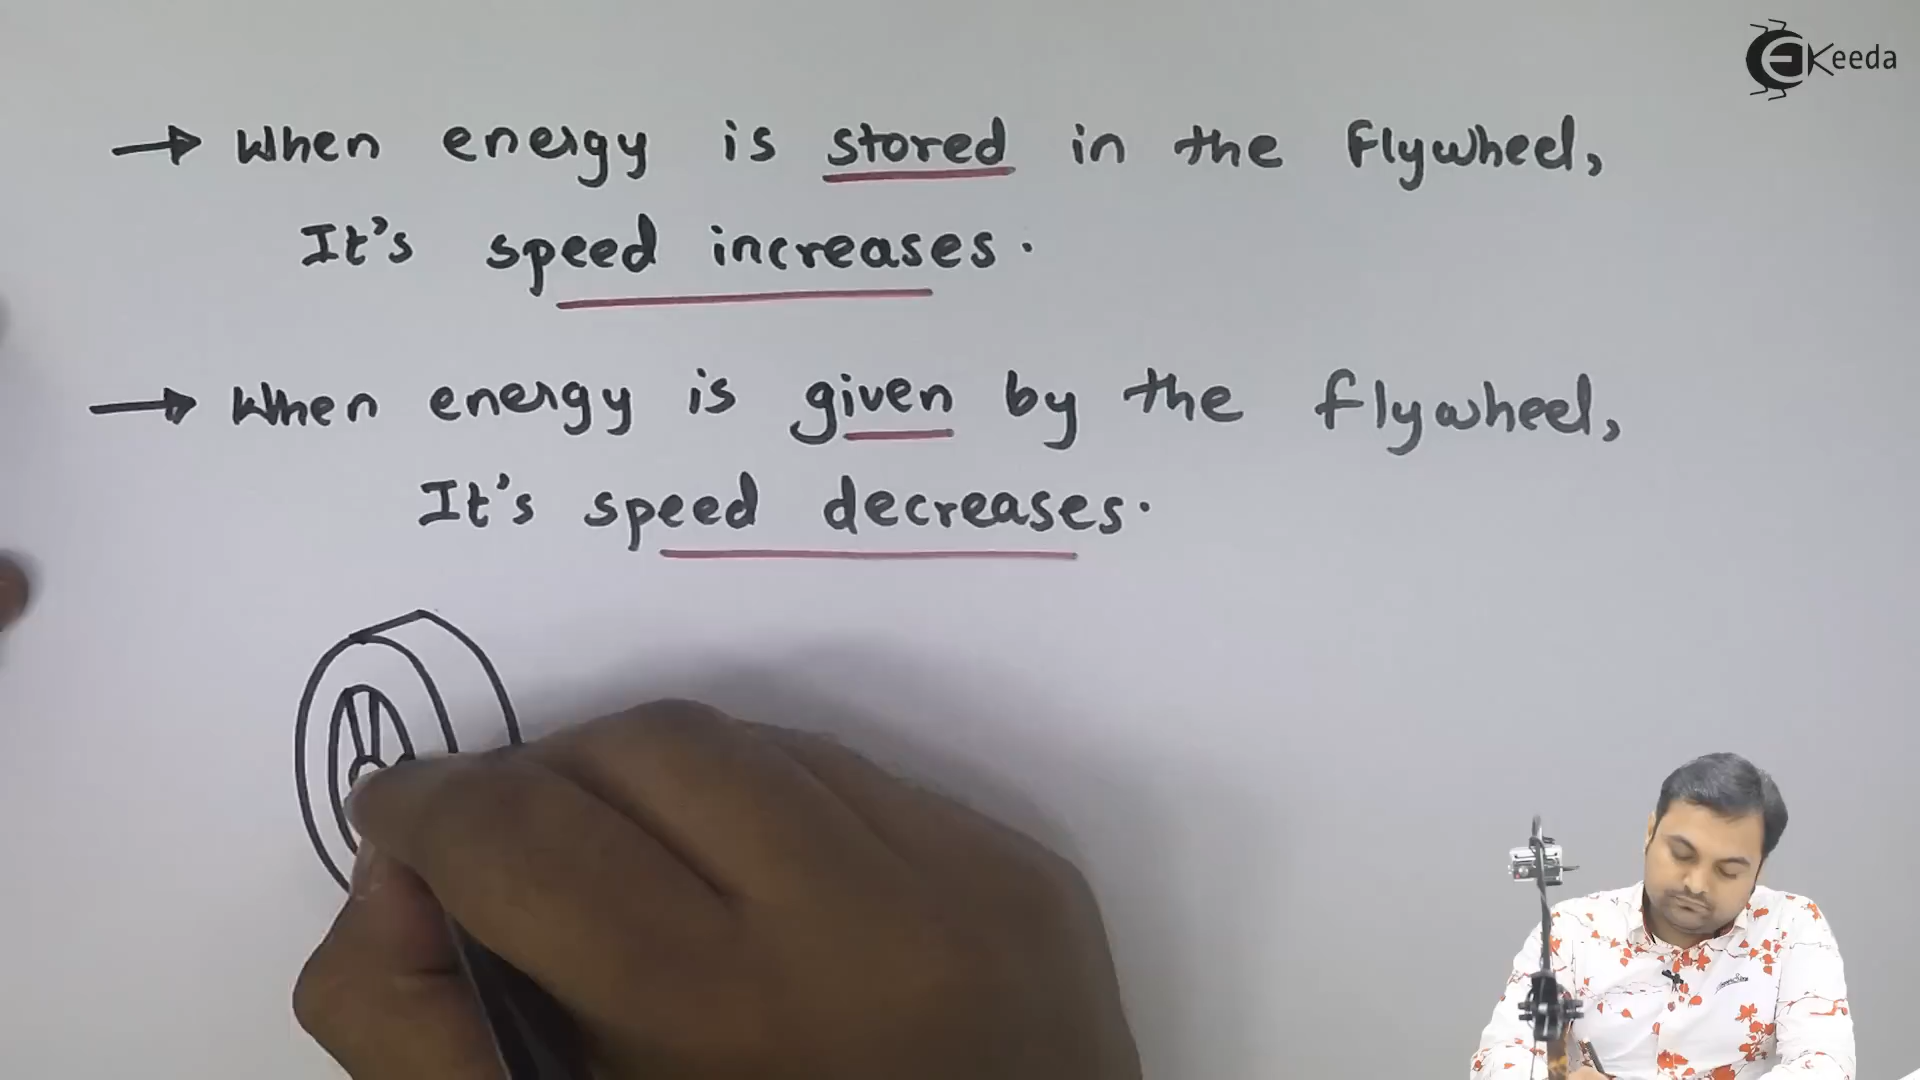 EKeeda
→ When energy is stored in the flywheel,
It's speed increases.
→ When energy is given by the flywheel,
It's speed decreases.